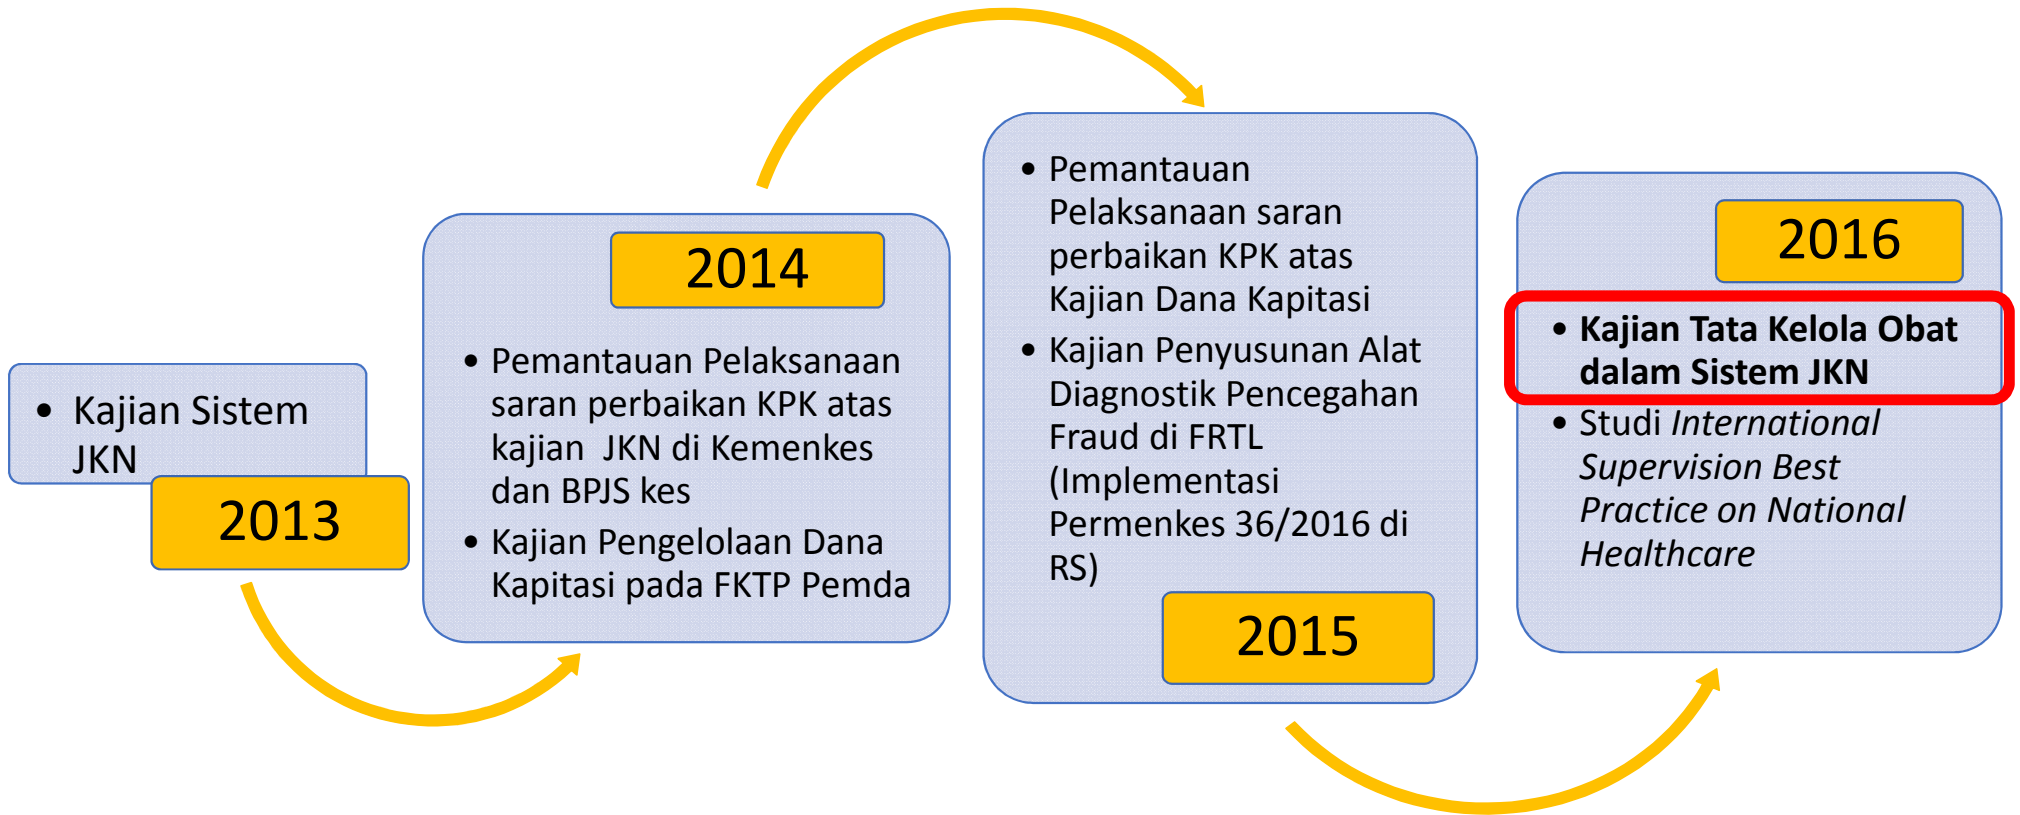 • Kajian Sistem
JKN
2013
2014
• Pemantauan Pelaksanaan
saran perbaikan KPK atas
kajian  JKN di Kemenkes
dan BPJS kes
• Kajian Pengelolaan Dana
Kapitasi pada FKTP Pemda
• Pemantauan
Pelaksanaan saran
perbaikan KPK atas
Kajian Dana Kapitasi
• Kajian Penyusunan Alat
Diagnostik Pencegahan
Fraud di FRTL
(Implementasi
Permenkes 36/2016 di
RS)
2015
2016
• Kajian Tata Kelola Obat
dalam Sistem JKN
• Studi International
Supervision Best
Practice on National
Healthcare